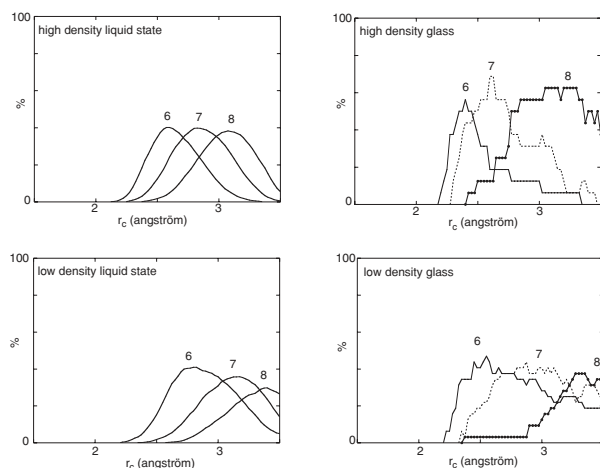 100
high density liquid state
6 7 8
%
0
2 3
r_c (angström)
100
high density glass
6 7 8
%
0
2 3
r_c (angström)
100
low density liquid state
6 7 8
%
0
2 3
r_c (angström)
100
low density glass
6 7 8
%
0
2 3
r_c (angström)